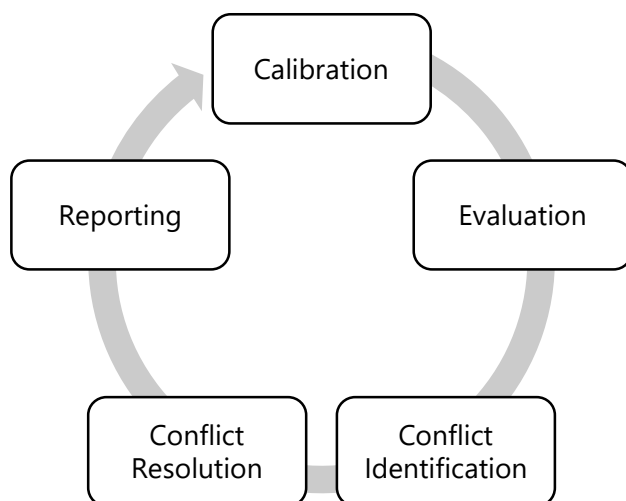 Calibration
Evaluation
Conflict
Identification
Conflict
Resolution
Reporting